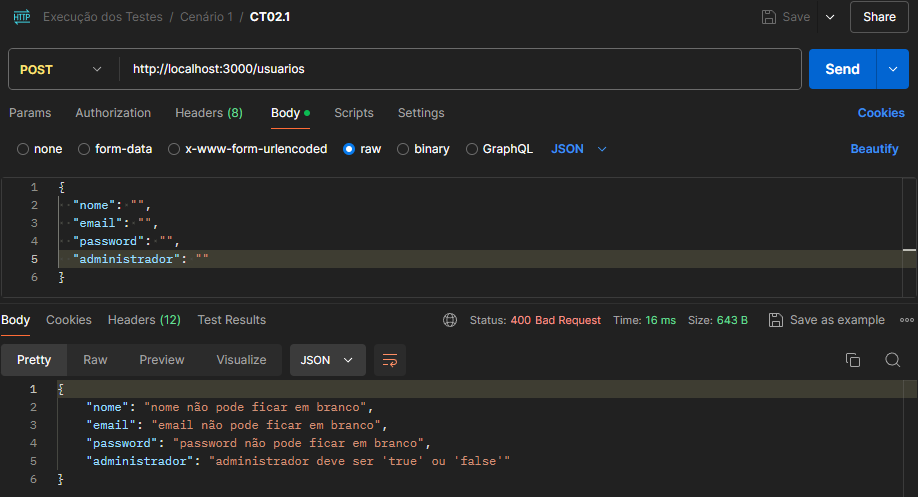 HTTP Execução dos Testes / Cenário 1 / CT02.1 Save Share
POST http://localhost:3000/usuarios Send
Params Authorization Headers (8) Body Scripts Settings Cookies
none form-data x-www-form-urlencoded raw binary GraphQL JSON Beautify
1 {
2 "nome": "",
3 "email": "",
4 "password": "",
5 "administrador": ""
6 }
Body Cookies Headers (12) Test Results Status: 400 Bad Request Time: 16 ms Size: 643 B Save as example
Pretty Raw Preview Visualize JSON
1 {
2 "nome": "nome não pode ficar em branco",
3 "email": "email não pode ficar em branco",
4 "password": "password não pode ficar em branco",
5 "administrador": "administrador deve ser 'true' ou 'false'"
6 }